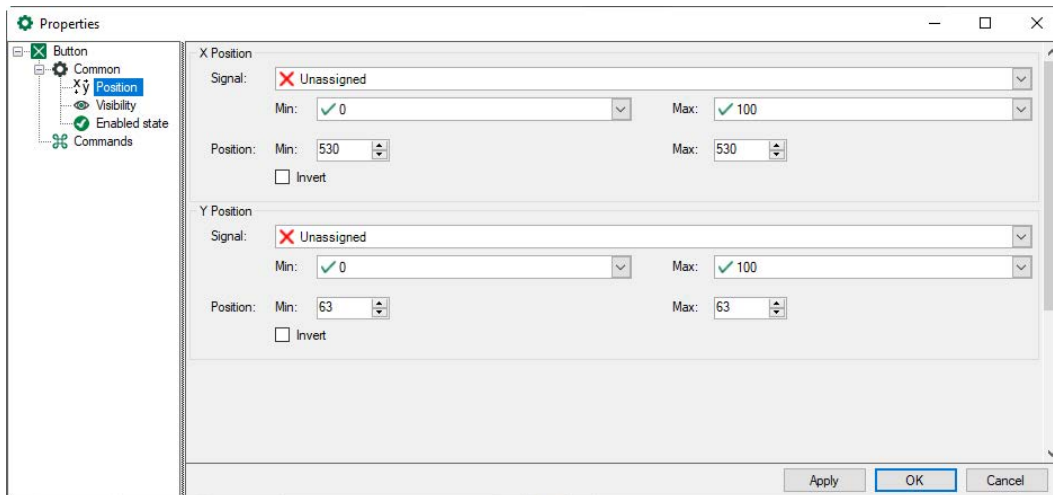 Properties
Button
Common
Position
Visibility
Enabled state
Commands
X Position
Signal: Unassigned
Min: 0 Max: 100
Position: Min: 530 Max: 530
Invert
Y Position
Signal: Unassigned
Min: 0 Max: 100
Position: Min: 63 Max: 63
Invert
Apply OK Cancel